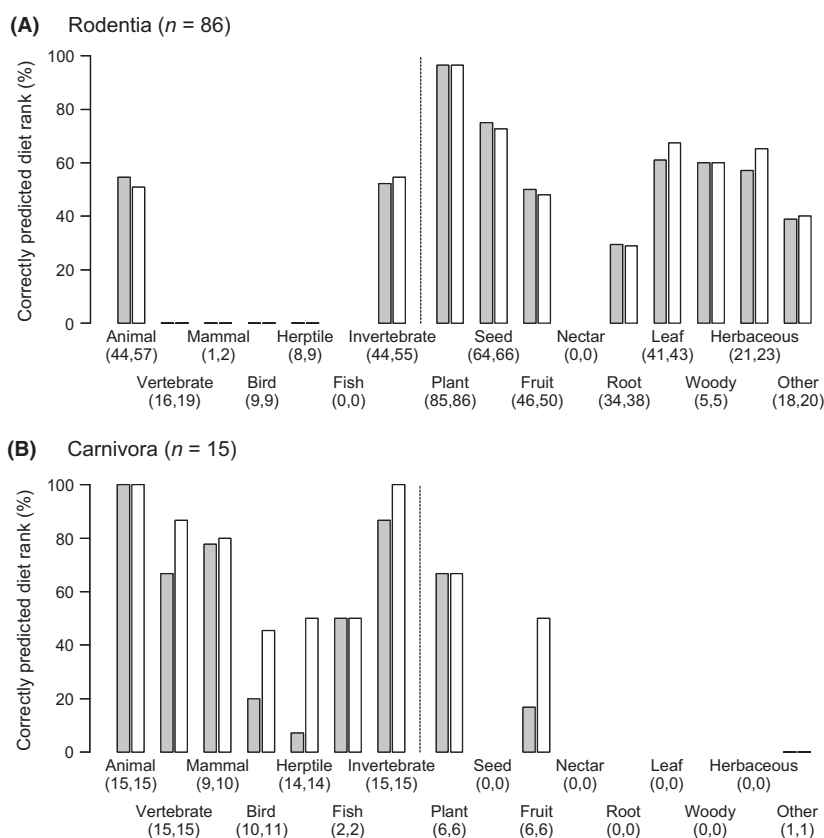 (A) Rodentia (n = 86)
Correctly predicted diet rank (%)
100
80
60
40
20
0
Animal Mammal Herptile Invertebrate Seed Nectar Leaf Herbaceous
(44,57) (1,2) (8,9) (44,55) (64,66) (0,0) (41,43) (21,23)
Vertebrate Bird Fish Plant Fruit Root Woody Other
(16,19) (9,9) (0,0) (85,86) (46,50) (34,38) (5,5) (18,20)
(B) Carnivora (n = 15)
Correctly predicted diet rank (%)
100
80
60
40
20
0
Animal Mammal Herptile Invertebrate Seed Nectar Leaf Herbaceous
(15,15) (9,10) (14,14) (15,15) (0,0) (0,0) (0,0) (0,0)
Vertebrate Bird Fish Plant Fruit Root Woody Other
(15,15) (10,11) (2,2) (6,6) (6,6) (0,0) (0,0) (1,1)